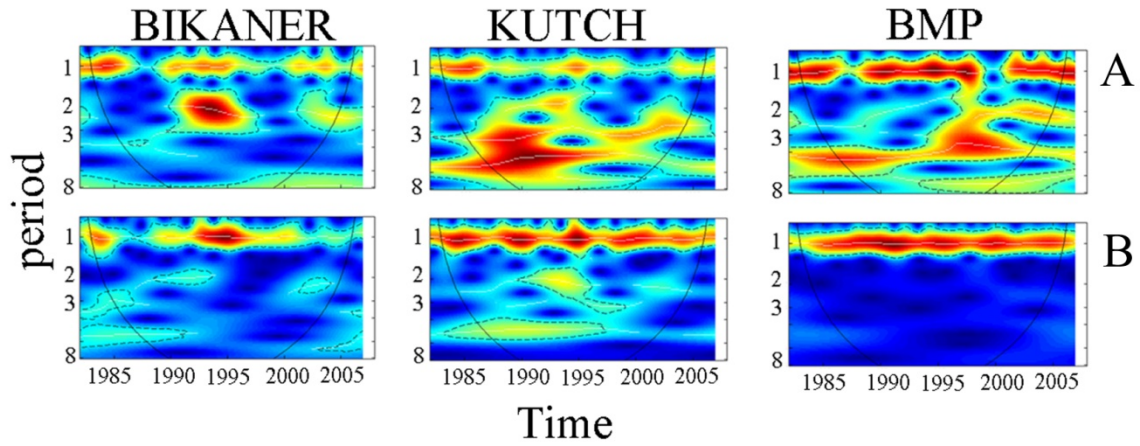 BIKANER KUTCH BMP
1 1 1 A
2 2 2
3 3 3
8 8 8
period
1 1 1 B
2 2 2
3 3 3
8 8 8
1985 1990 1995 2000 2005 1985 1990 1995 2000 2005 1985 1990 1995 2000 2005
Time